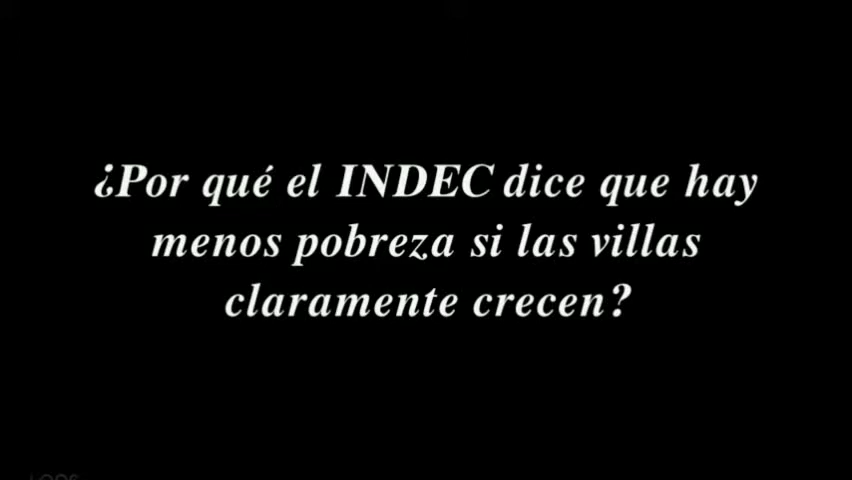 ¿Por qué el INDEC dice que hay
menos pobreza si las villas
claramente crecen?